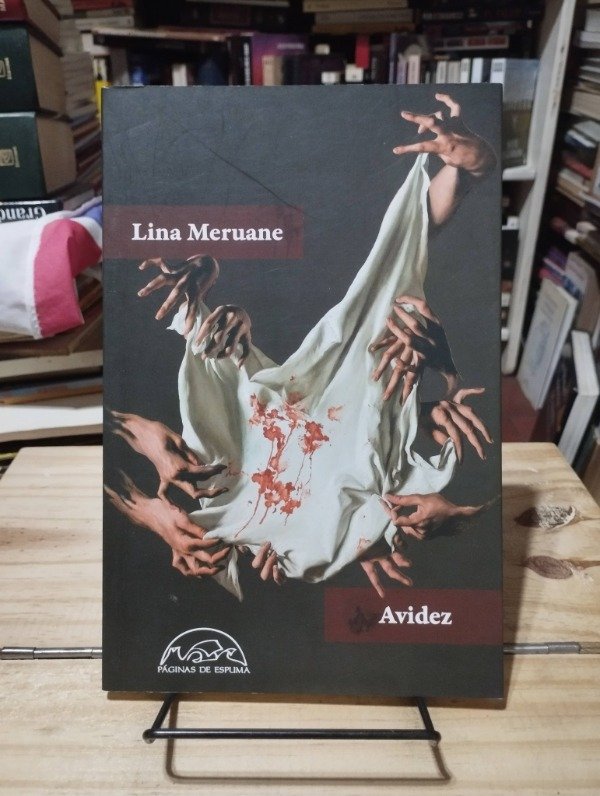 Lina Meruane
Avidez
PÁGINAS DE ESPUMA